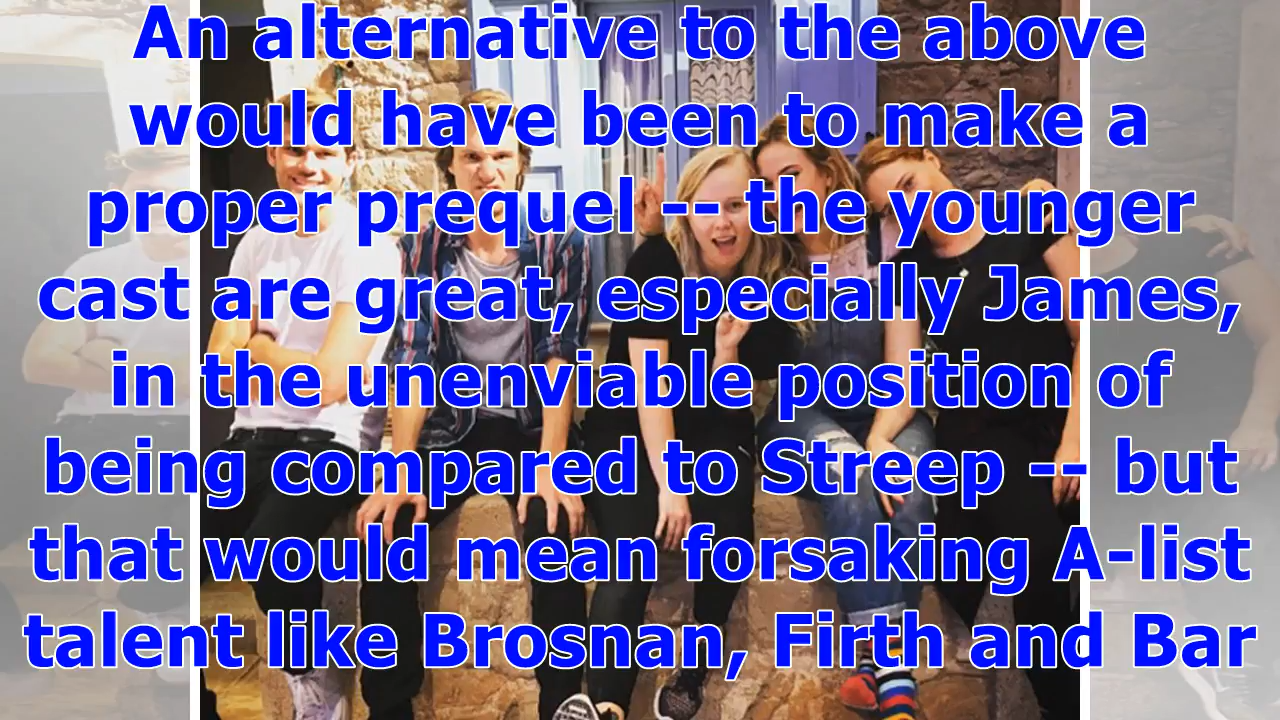 An alternative to the above
would have been to make a
proper prequel -- the younger
cast are great, especially James,
in the unenviable position of
being compared to Streep -- but
that would mean forsaking A-list
talent like Brosnan, Firth and Bar